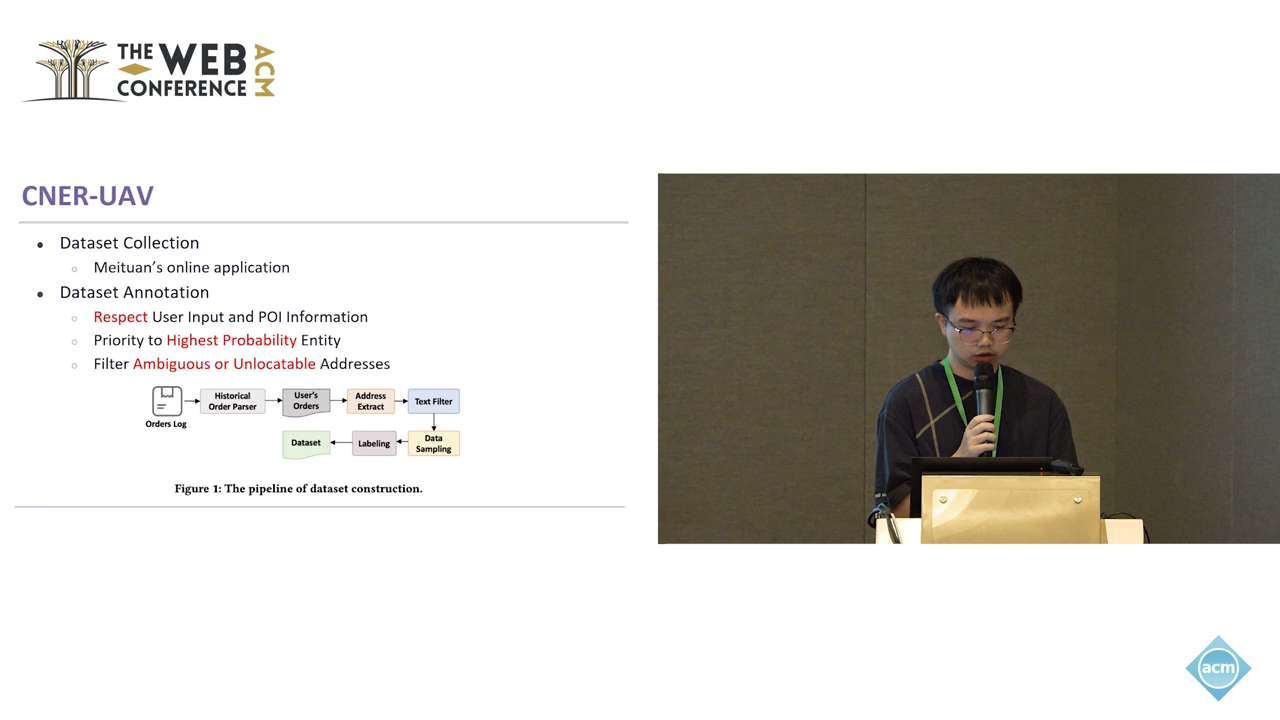 THE WEB
CONFERENCE
ACM
CNER-UAV
Dataset Collection
Meituan's online application
Dataset Annotation
Respect User Input and POI Information
Priority to Highest Probability Entity
Filter Ambiguous or Unlocatable Addresses
Orders Log
Historical
Order Parser
User's
Orders
Address
Extract
Text Filter
Data
Sampling
Labeling
Dataset
Figure 1: The pipeline of dataset construction.
acm